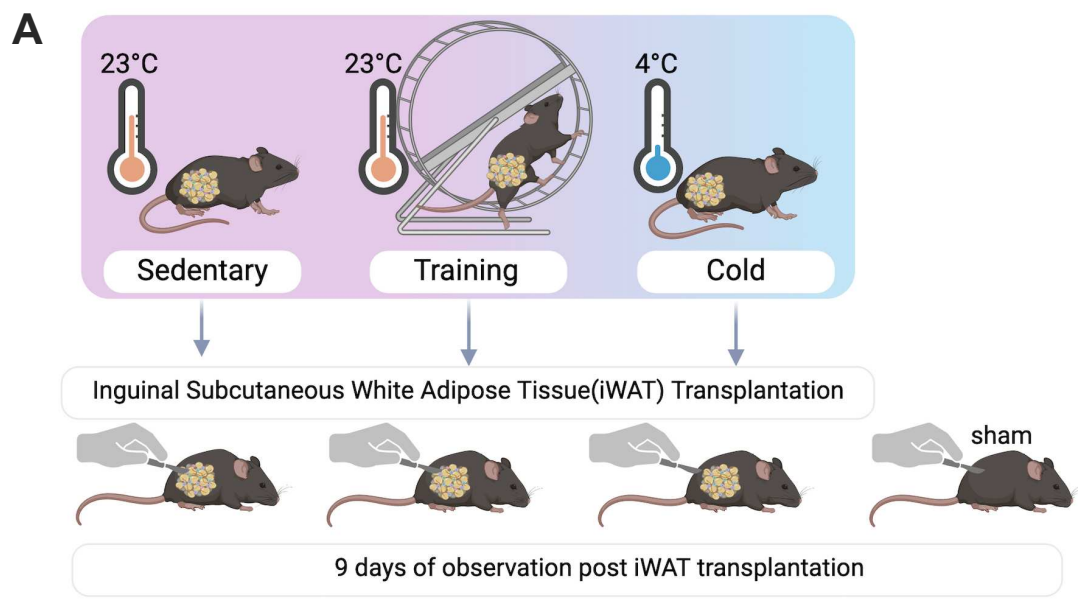 A
23°C
23°C
4°C
Sedentary
Training
Cold
Inguinal Subcutaneous White Adipose Tissue(iWAT) Transplantation
sham
9 days of observation post iWAT transplantation